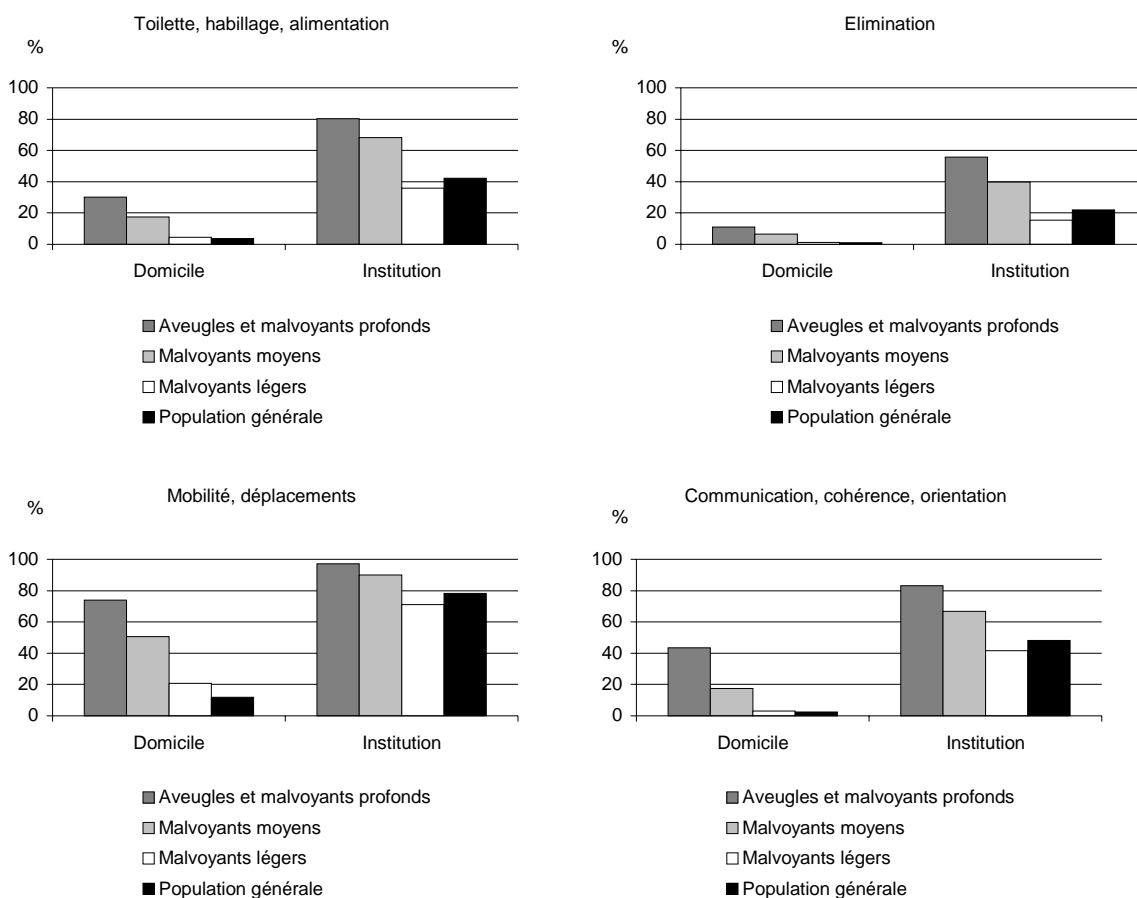 Toilette, habillage, alimentation
%
100
80
60
40
20
0
Domicile
Institution
Aveugles et malvoyants profonds
Malvoyants moyens
Malvoyants légers
Population générale
Elimination
%
100
80
60
40
20
0
Domicile
Institution
Aveugles et malvoyants profonds
Malvoyants moyens
Malvoyants légers
Population générale
Mobilité, déplacements
%
100
80
60
40
20
0
Domicile
Institution
Aveugles et malvoyants profonds
Malvoyants moyens
Malvoyants légers
Population générale
Communication, cohérence, orientation
%
100
80
60
40
20
0
Domicile
Institution
Aveugles et malvoyants profonds
Malvoyants moyens
Malvoyants légers
Population générale